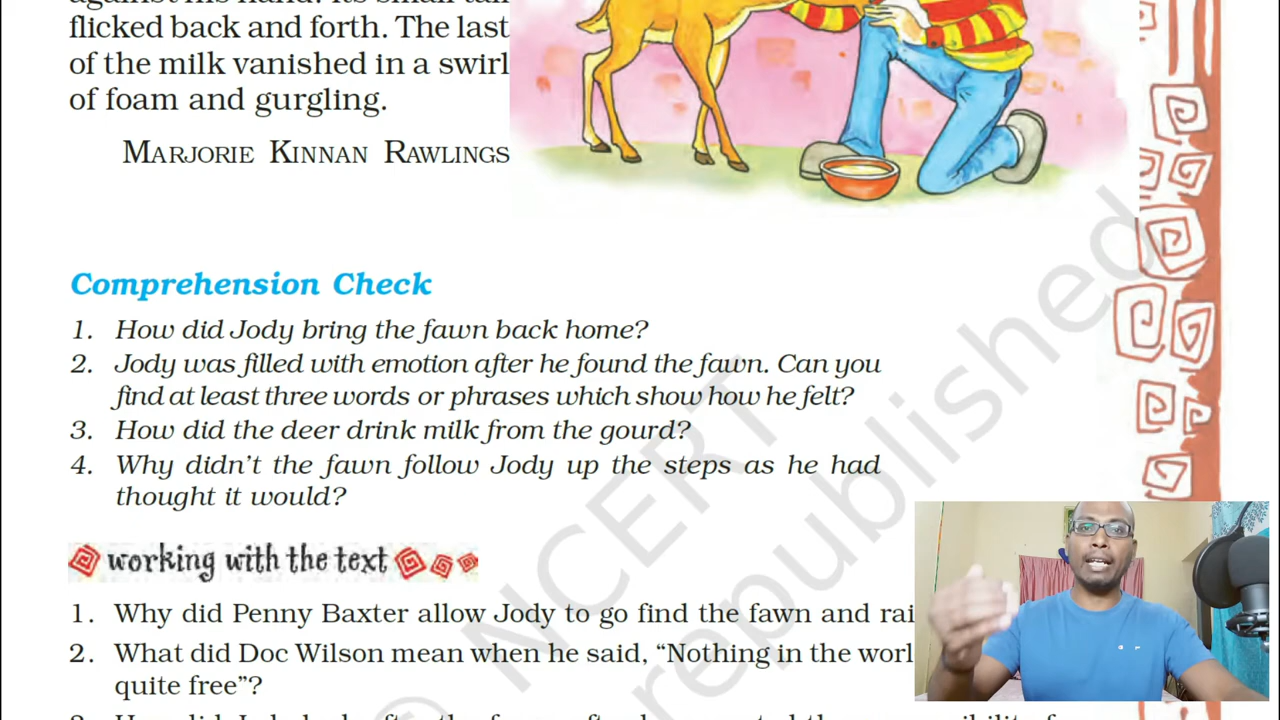 flicked back and forth. The last
of the milk vanished in a swirl
of foam and gurgling.
MARJORIE KINNAN RAWLINGS
Comprehension Check
1. How did Jody bring the fawn back home?
2. Jody was filled with emotion after he found the fawn. Can you
find at least three words or phrases which show how he felt?
3. How did the deer drink milk from the gourd?
4. Why didn't the fawn follow Jody up the steps as he had
thought it would?
working with the text
1. Why did Penny Baxter allow Jody to go find the fawn and rai
2. What did Doc Wilson mean when he said, “Nothing in the worl
quite free”?
© NCERT
republished